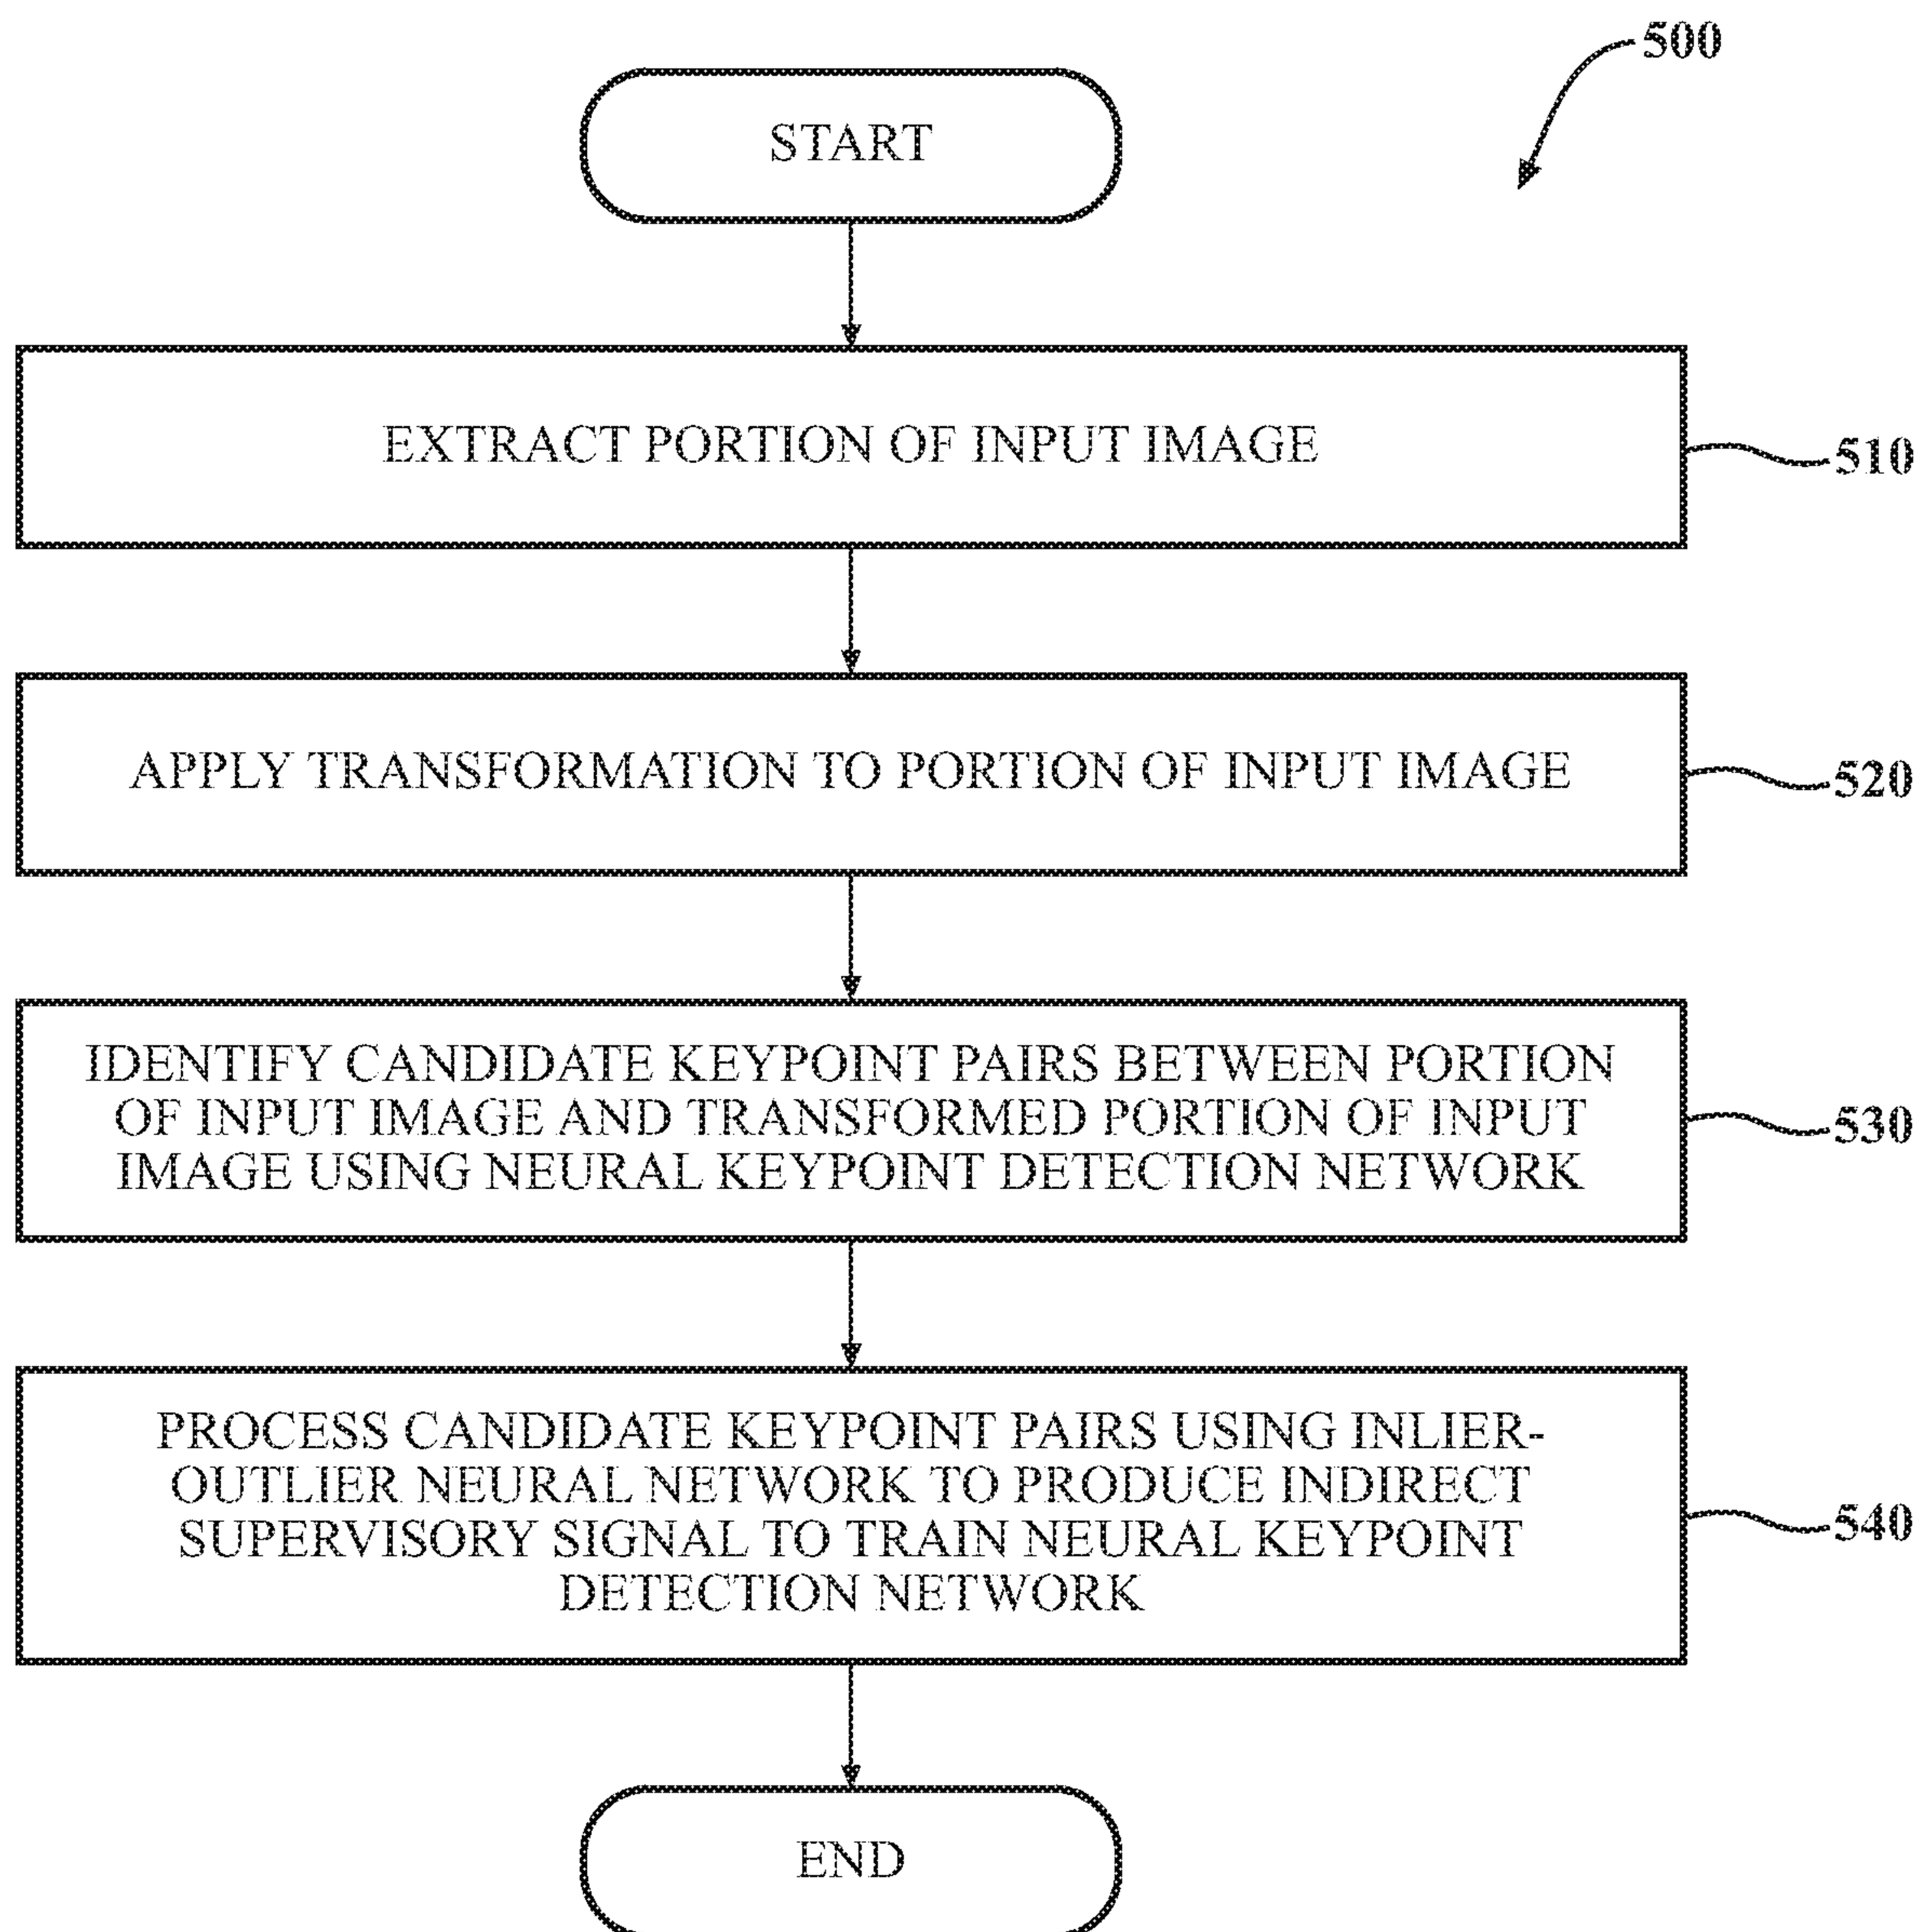 500
START
EXTRACT PORTION OF INPUT IMAGE
510
APPLY TRANSFORMATION TO PORTION OF INPUT IMAGE
520
IDENTIFY CANDIDATE KEYPOINT PAIRS BETWEEN PORTION
OF INPUT IMAGE AND TRANSFORMED PORTION OF INPUT
IMAGE USING NEURAL KEYPOINT DETECTION NETWORK
530
PROCESS CANDIDATE KEYPOINT PAIRS USING INLIER-
OUTLIER NEURAL NETWORK TO PRODUCE INDIRECT
SUPERVISORY SIGNAL TO TRAIN NEURAL KEYPOINT
DETECTION NETWORK
540
END